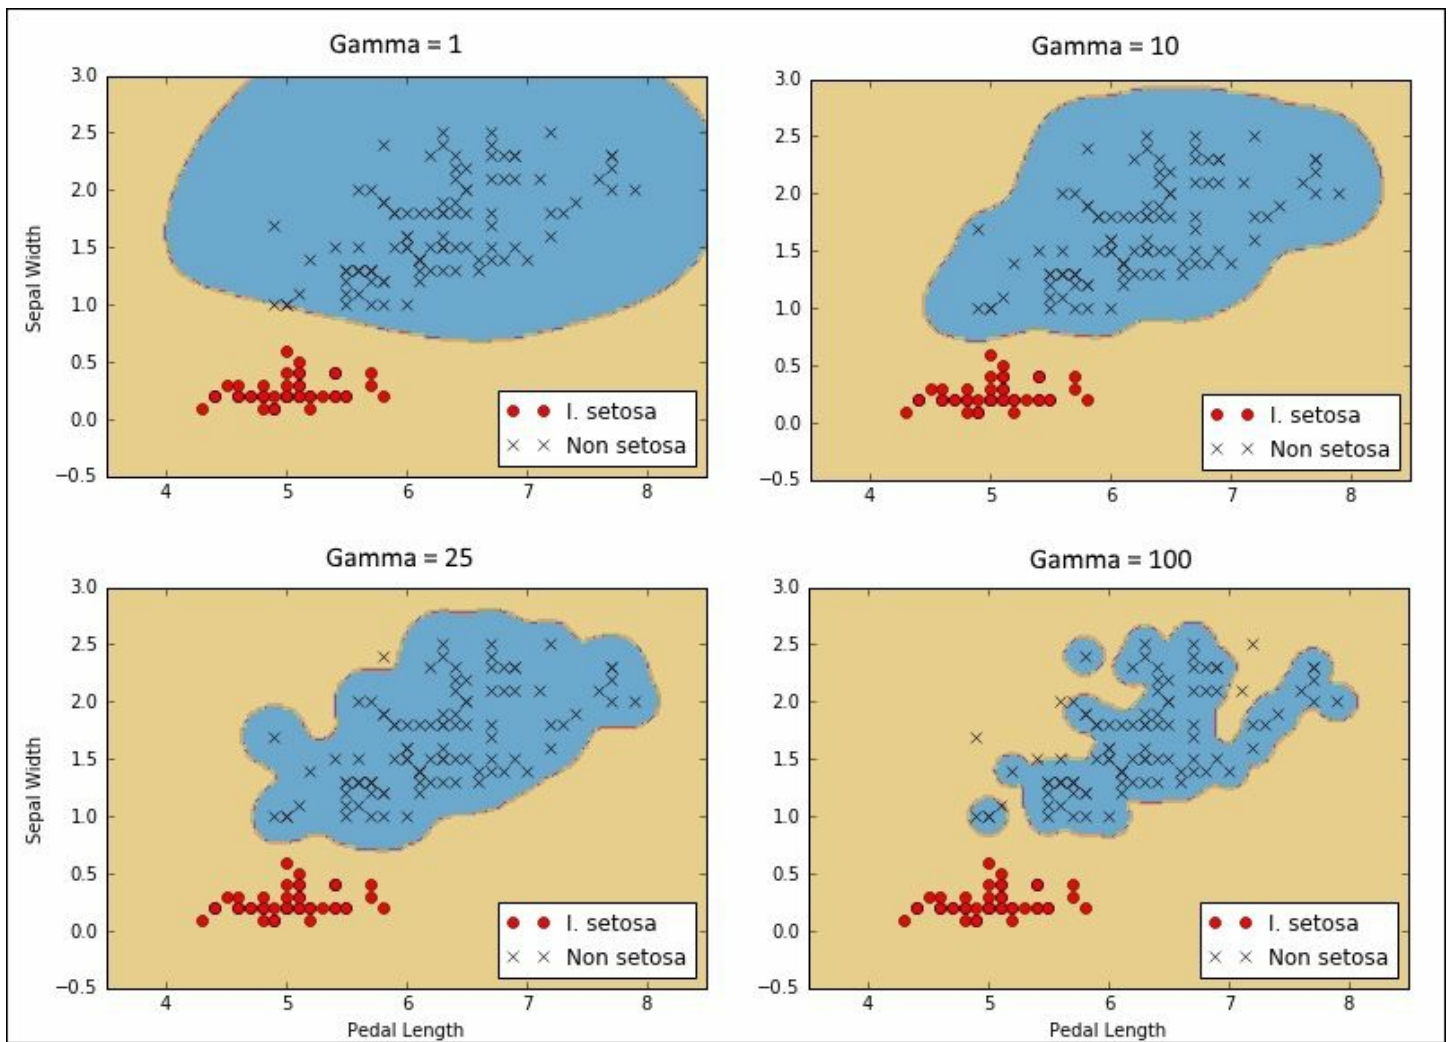 Gamma = 1
3.0
2.5
2.0
1.5
1.0
0.5
0.0
−0.5
4 5 6 7 8
Sepal Width
I. setosa
Non setosa
Gamma = 10
3.0
2.5
2.0
1.5
1.0
0.5
0.0
−0.5
4 5 6 7 8
I. setosa
Non setosa
Gamma = 25
3.0
2.5
2.0
1.5
1.0
0.5
0.0
−0.5
4 5 6 7 8
Sepal Width
Pedal Length
I. setosa
Non setosa
Gamma = 100
3.0
2.5
2.0
1.5
1.0
0.5
0.0
−0.5
4 5 6 7 8
Pedal Length
I. setosa
Non setosa